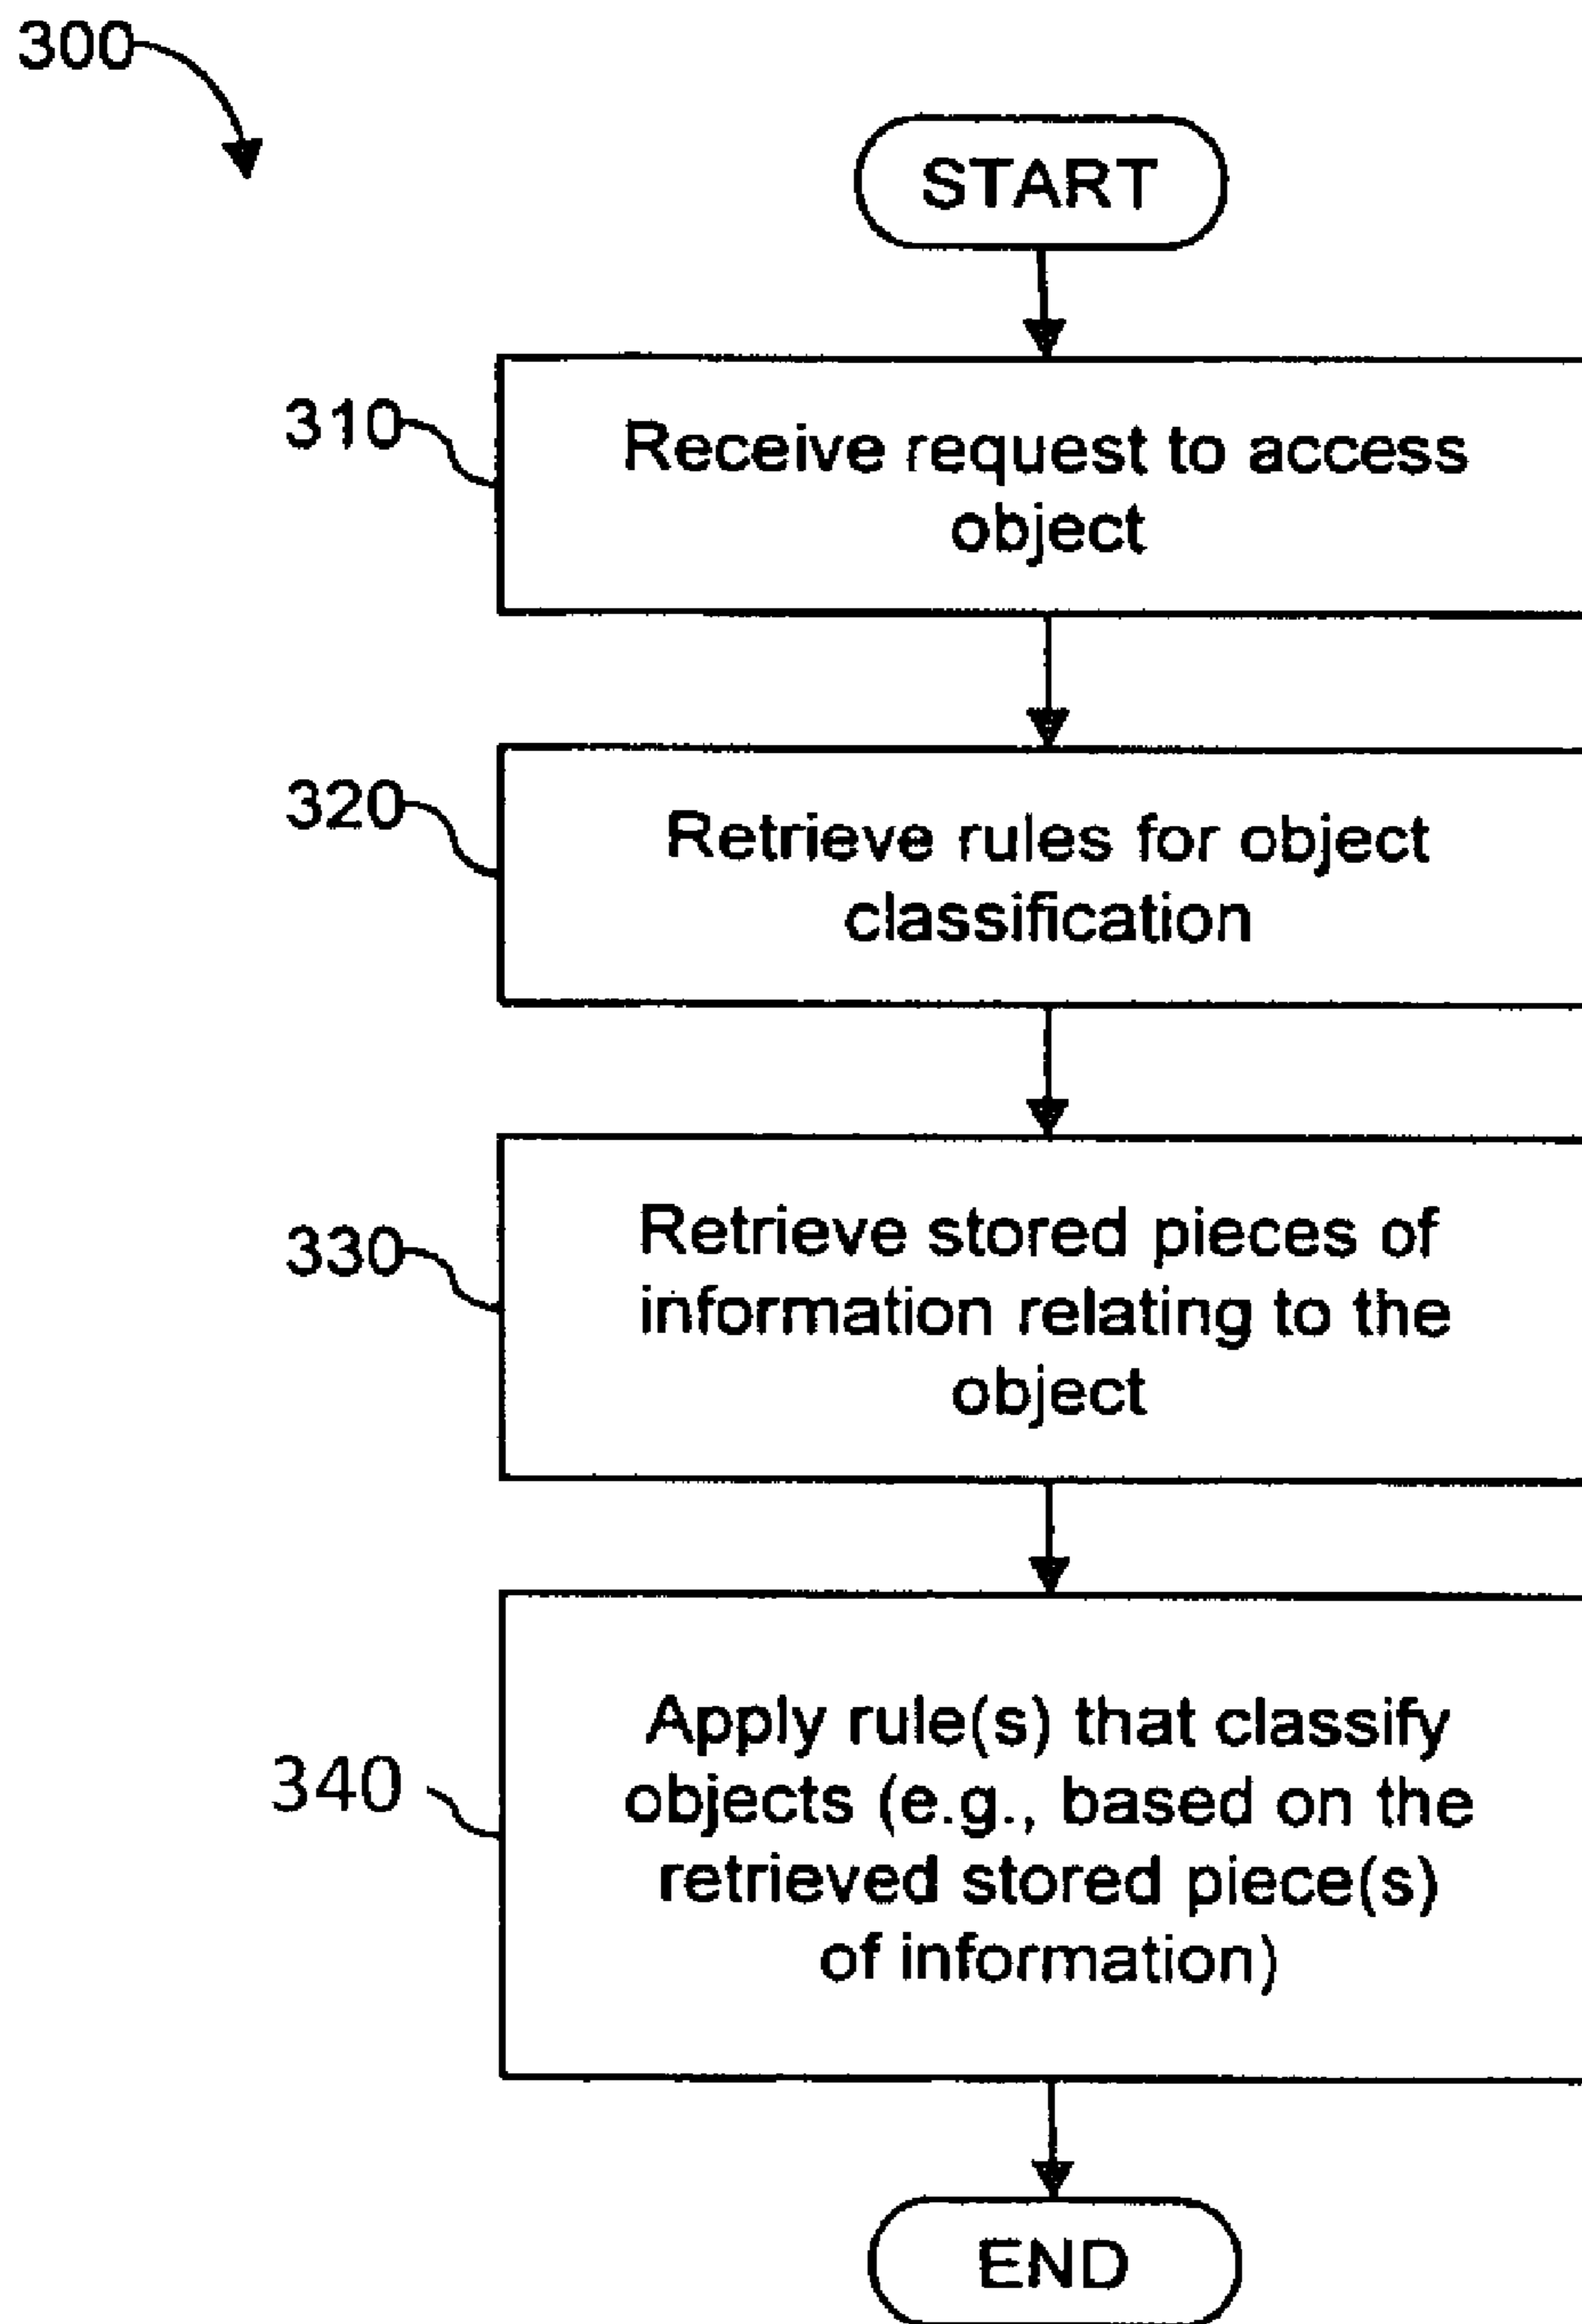 300
START
310
Receive request to access
object
320
Retrieve rules for object
classification
330
Retrieve stored pieces of
information relating to the
object
340
Apply rule(s) that classify
objects (e.g., based on the
retrieved stored piece(s)
of information)
END